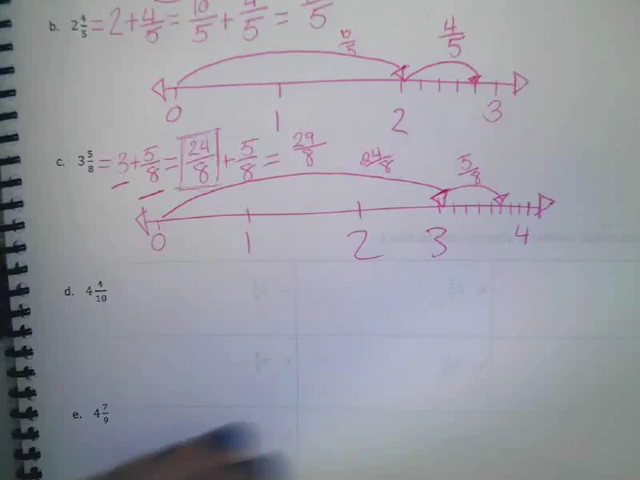 b. 2 4/5 = 2 + 4/5 = 10/5 + 4/5 = /5
4/5
0 1 2 3
c. 3 5/8 = 3 + 5/8 = 24/8 + 5/8 = 29/8
24/8 5/8
0 1 2 3 4
d. 4 4/10
e. 4 7/9